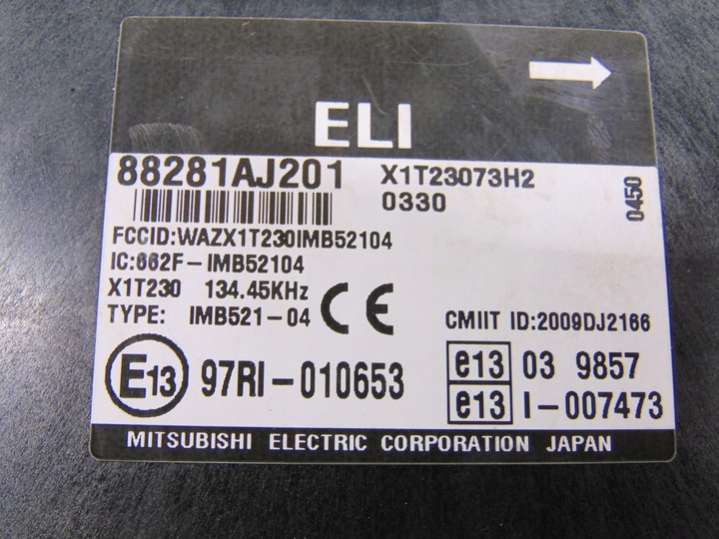 ELI
88281AJ201 X1T23073H2
0330
0450
FCCID:WAZX1T230IMB52104
IC:662F-IMB52104
X1T230 134.45KHz
TYPE: IMB521-04 CE CMIIT ID:2009DJ2166
E13 97RI-010653 e13 03 9857
e13 I-007473
MITSUBISHI ELECTRIC CORPORATION JAPAN